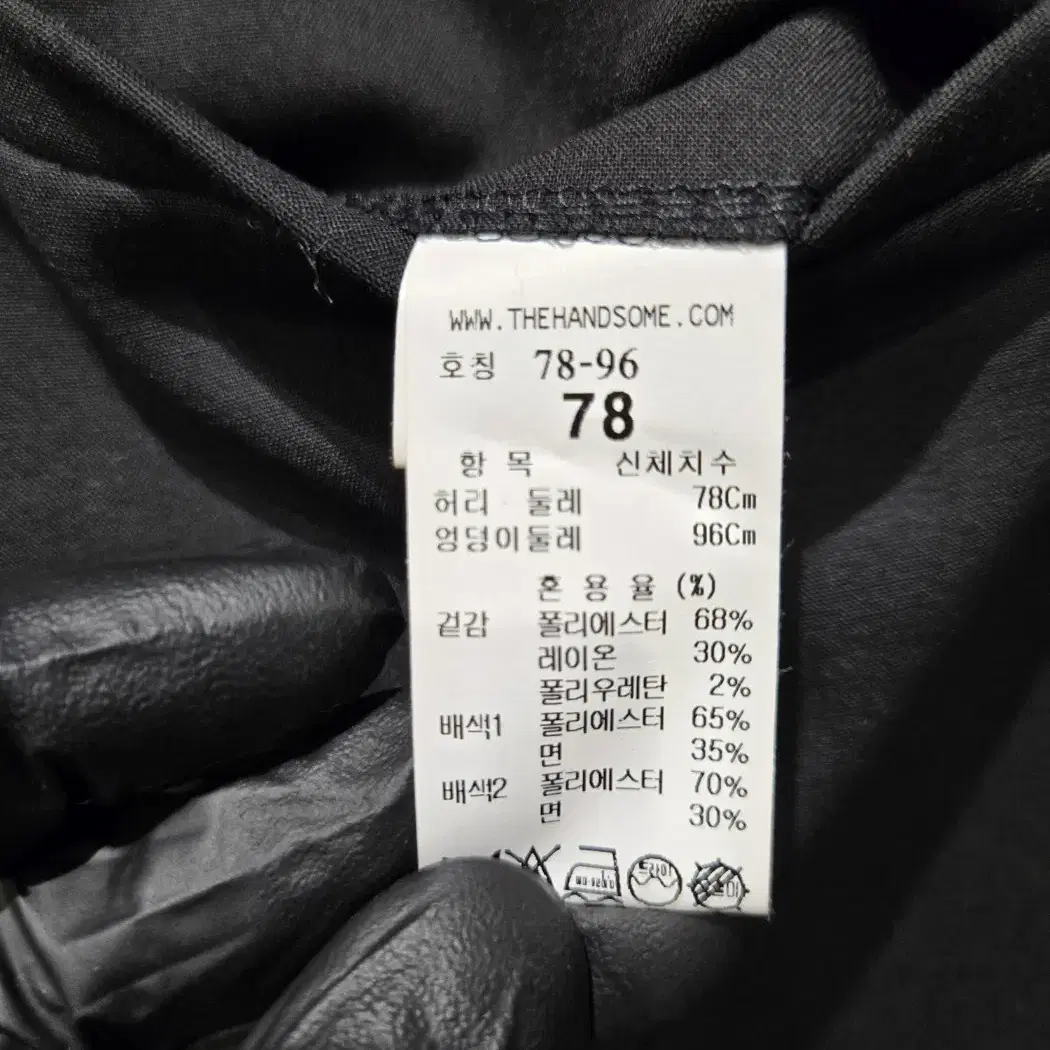 WWW.THEHANDSOME.COM
호칭 78-96
78
항 목 신체치수
허리 둘레 78Cm
엉덩이둘레 96Cm
혼 용 율 (%)
겉감 폴리에스터 68%
레이온 30%
폴리우레탄 2%
배색1 폴리에스터 65%
면 35%
배색2 폴리에스터 70%
면 30%
드라이